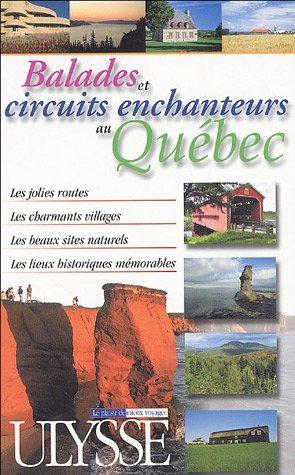 Balades et
circuits enchanteurs
au Québec
Les jolies routes
Les charmants villages
Les beaux sites naturels
Les lieux historiques mémorables
Le plaisir de mieux voyager
ULYSSE